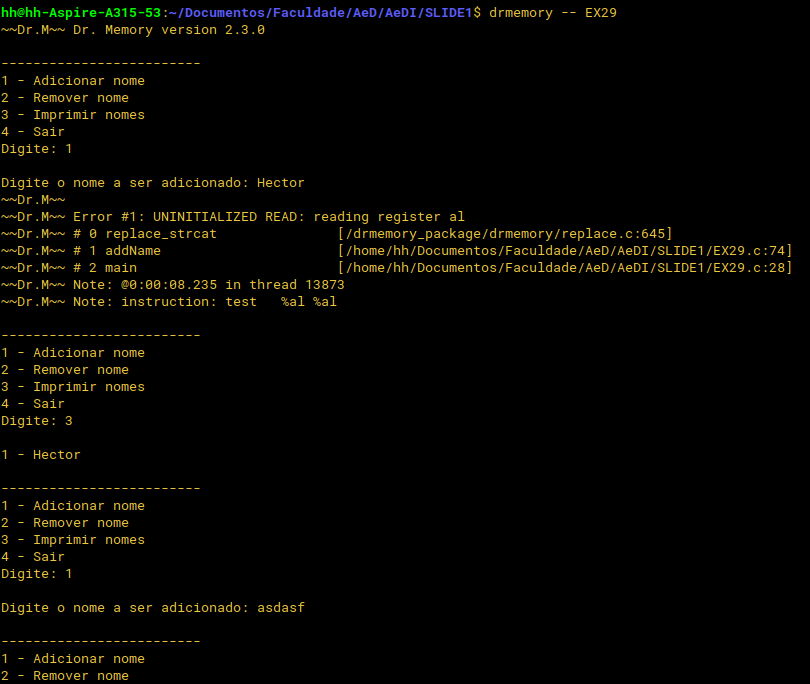 hh@hh-Aspire-A315-53:~/Documentos/Faculdade/AeD/AeDI/SLIDE1$ drmemory -- EX29
~~Dr.M~~ Dr. Memory version 2.3.0
-------------------------
1 - Adicionar nome
2 - Remover nome
3 - Imprimir nomes
4 - Sair
Digite: 1
Digite o nome a ser adicionado: Hector
~~Dr.M~~
~~Dr.M~~ Error #1: UNINITIALIZED READ: reading register al
~~Dr.M~~ # 0 replace_strcat               [/drmemory_package/drmemory/replace.c:645]
~~Dr.M~~ # 1 addName                      [/home/hh/Documentos/Faculdade/AeD/AeDI/SLIDE1/EX29.c:74]
~~Dr.M~~ # 2 main                         [/home/hh/Documentos/Faculdade/AeD/AeDI/SLIDE1/EX29.c:28]
~~Dr.M~~ Note: @0:00:08.235 in thread 13873
~~Dr.M~~ Note: instruction: test   %al %al
-------------------------
1 - Adicionar nome
2 - Remover nome
3 - Imprimir nomes
4 - Sair
Digite: 3
1 - Hector
-------------------------
1 - Adicionar nome
2 - Remover nome
3 - Imprimir nomes
4 - Sair
Digite: 1
Digite o nome a ser adicionado: asdasf
-------------------------
1 - Adicionar nome
2 - Remover nome